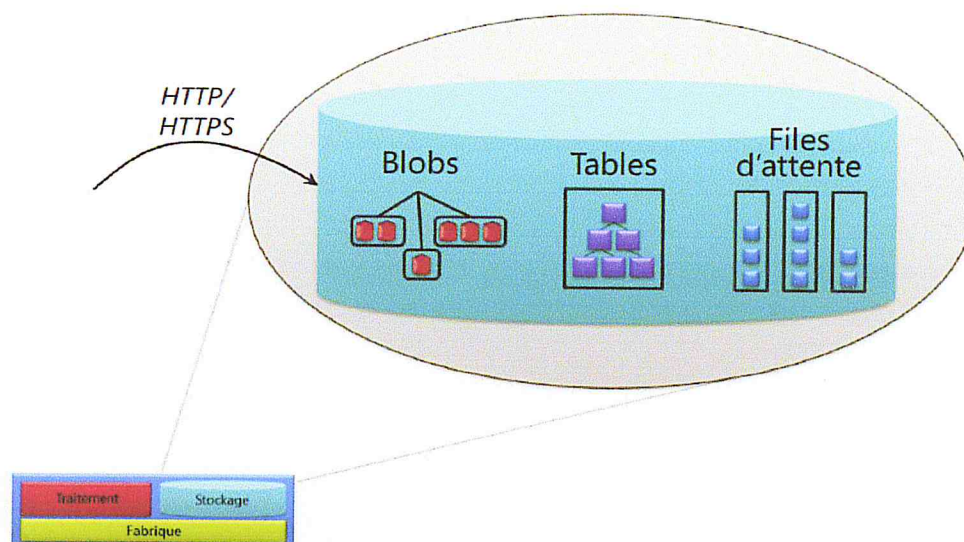 HTTP/
HTTPS
Blobs
Tables
Files
d'attente
Traitement
Stockage
Fabrique